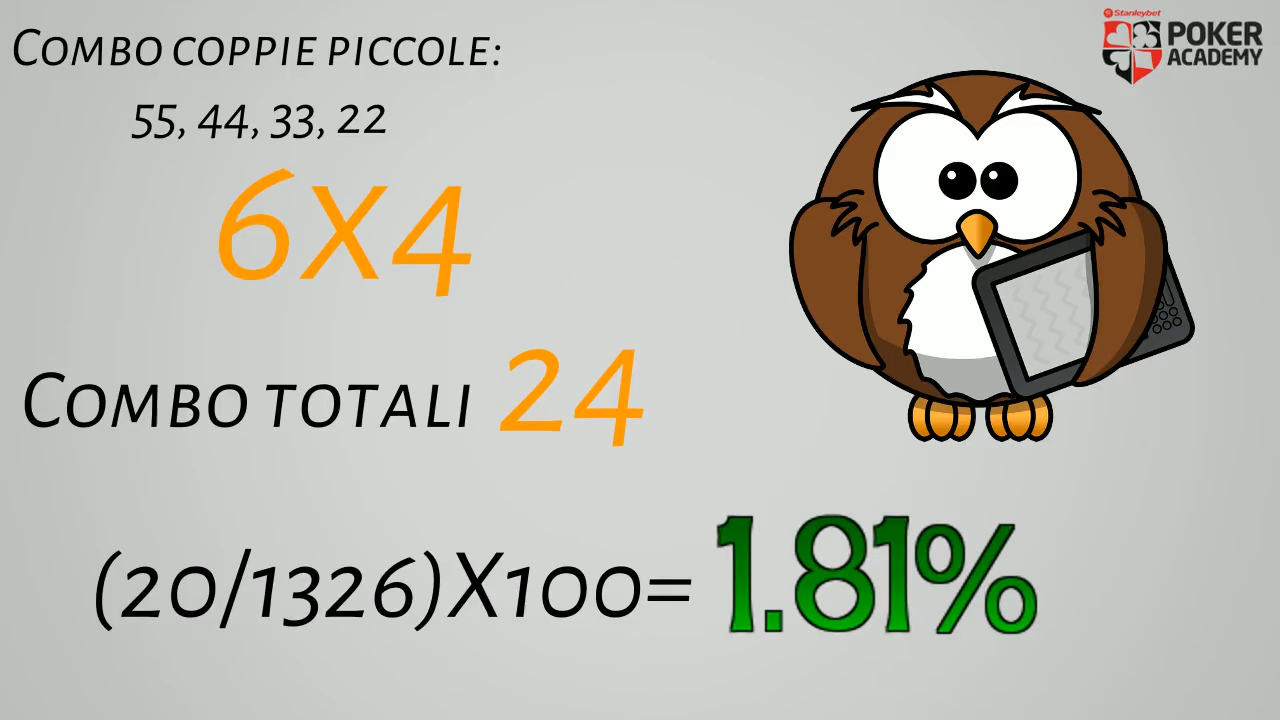 Combo coppie piccole:
55, 44, 33, 22
6x4
Combo totali 24
(20/1326)x100= 1.81%
Stanleybet
POKER
ACADEMY